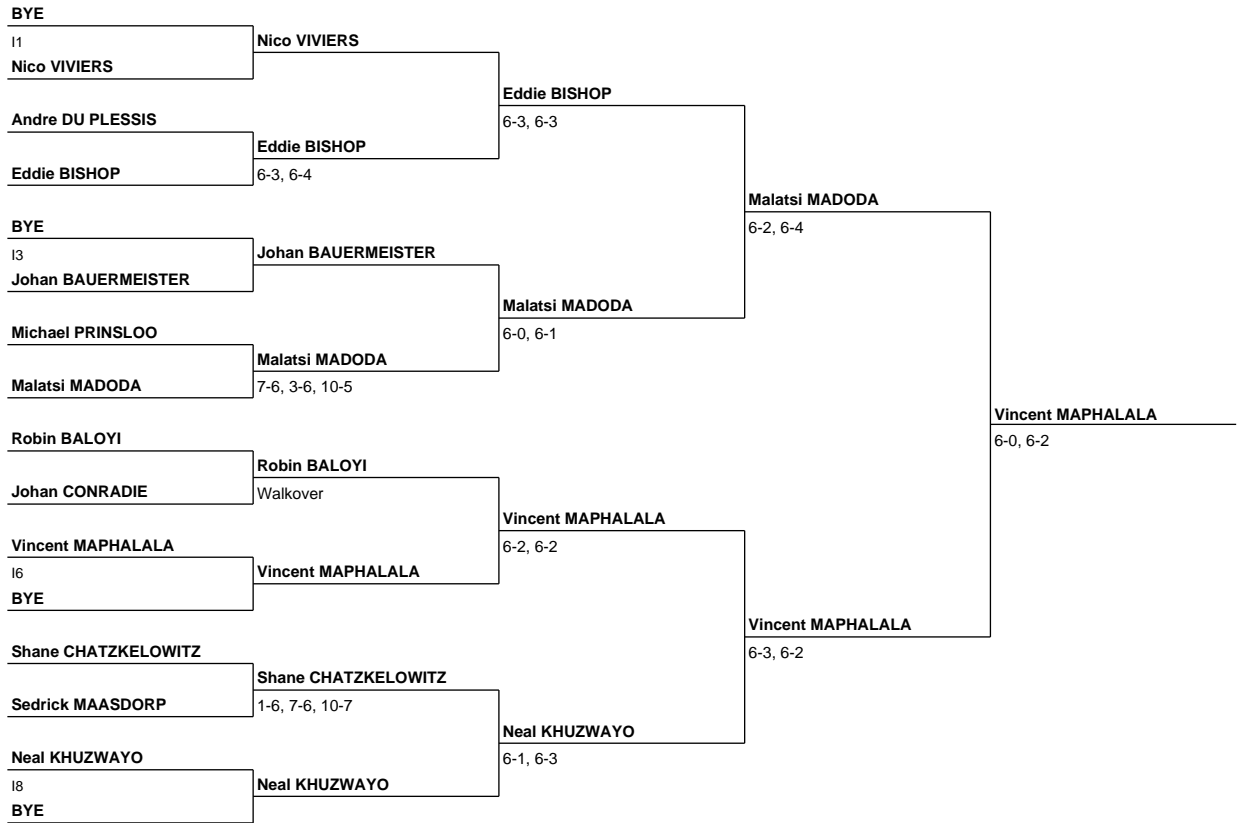 BYE
I1
Nico VIVIERS
Andre DU PLESSIS
Eddie BISHOP
BYE
I3
Johan BAUERMEISTER
Michael PRINSLOO
Malatsi MADODA
Robin BALOYI
Johan CONRADIE
Vincent MAPHALALA
I6
BYE
Shane CHATZKELOWITZ
Sedrick MAASDORP
Neal KHUZWAYO
I8
BYE
Nico VIVIERS
Eddie BISHOP
6-3, 6-4
Johan BAUERMEISTER
Malatsi MADODA
7-6, 3-6, 10-5
Robin BALOYI
Walkover
Vincent MAPHALALA
Shane CHATZKELOWITZ
1-6, 7-6, 10-7
Neal KHUZWAYO
Eddie BISHOP
6-3, 6-3
Malatsi MADODA
6-0, 6-1
Vincent MAPHALALA
6-2, 6-2
Neal KHUZWAYO
6-1, 6-3
Malatsi MADODA
6-2, 6-4
Vincent MAPHALALA
6-3, 6-2
Vincent MAPHALALA
6-0, 6-2